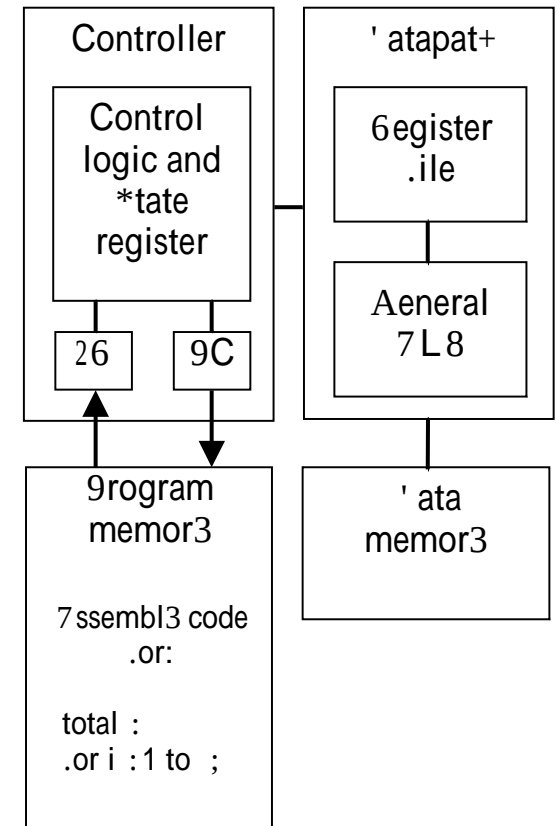 Controller
Control
logic and
*tate
register
26
9C
' atapat+
6egister
.ile
Aeneral
7L8
9rogram
memor3
7ssembl3 code
.or:
total :
.or i :1 to ;
' ata
memor3